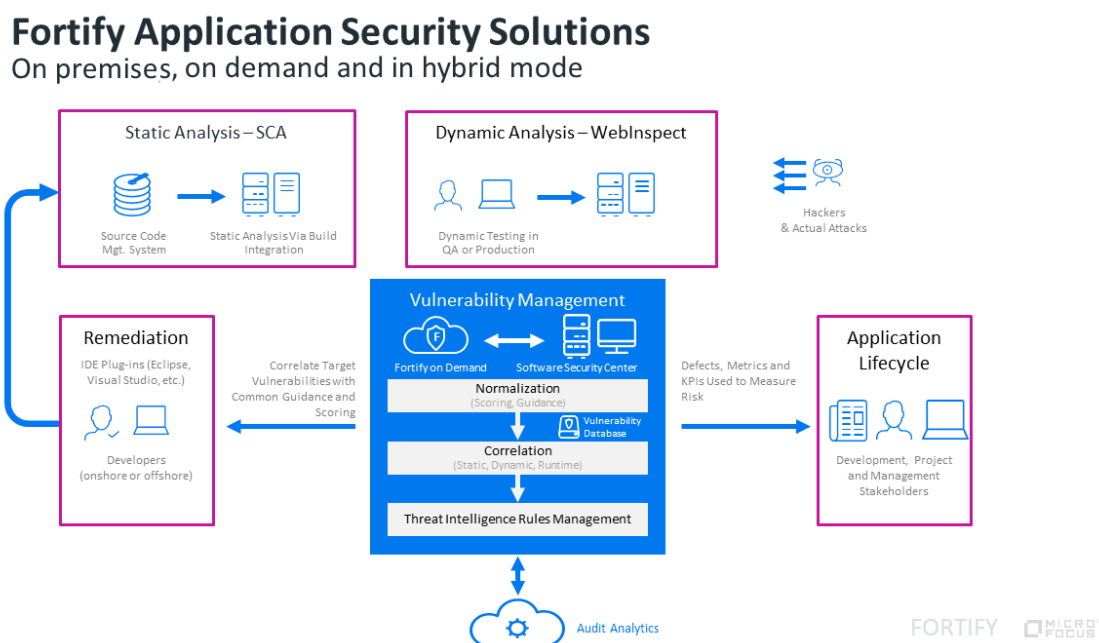 Fortify Application Security Solutions
On premises, on demand and in hybrid mode
Static Analysis – SCA
Source Code
Mgt. System
Static Analysis Via Build
Integration
Dynamic Analysis – WebInspect
Dynamic Testing in
QA or Production
Hackers
& Actual Attacks
Remediation
IDE Plug-ins (Eclipse,
Visual Studio, etc.)
Developers
(onshore or offshore)
Correlate Target
Vulnerabilities with
Common Guidance and
Scoring
Vulnerability Management
F
Fortify on Demand
Software Security Center
Normalization
(Scoring, Guidance)
Vulnerability
Database
Correlation
(Static, Dynamic, Runtime)
Threat Intelligence Rules Management
Defects, Metrics and
KPIs Used to Measure
Risk
Application
Lifecycle
Development, Project
and Management
Stakeholders
Audit Analytics
FORTIFY
MICRO
FOCUS